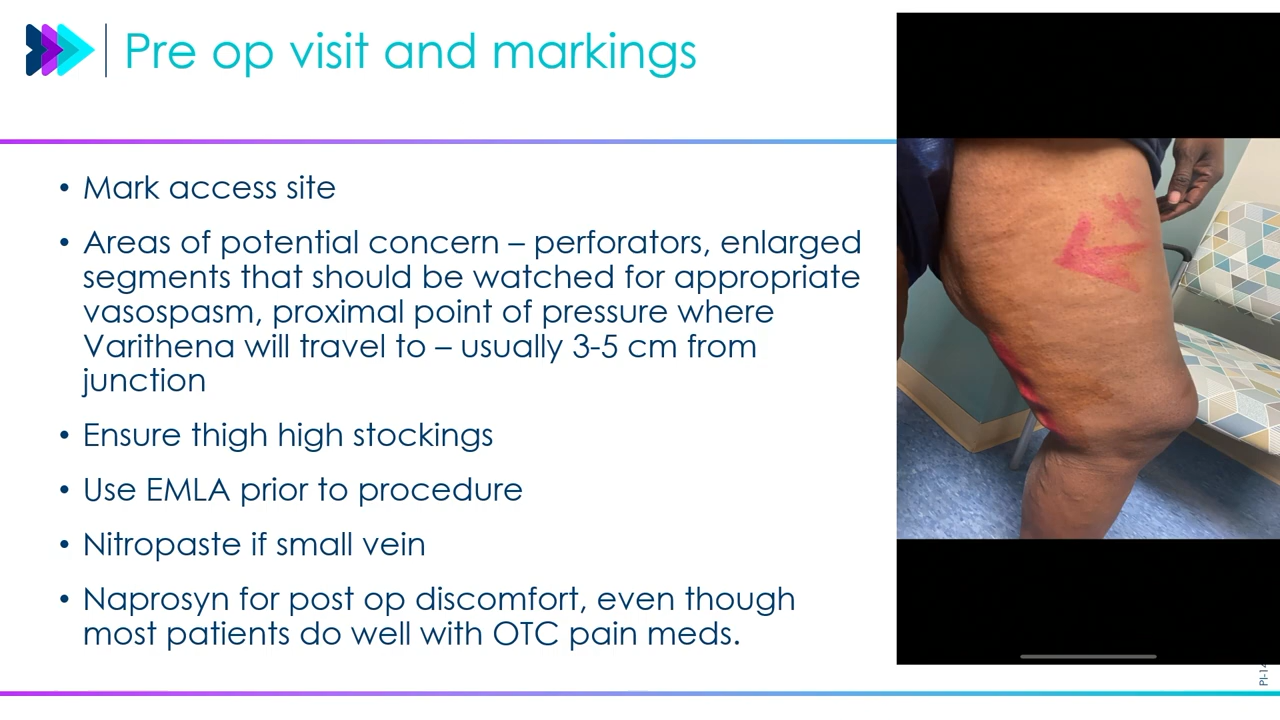 Pre op visit and markings
• Mark access site
• Areas of potential concern – perforators, enlarged
segments that should be watched for appropriate
vasospasm, proximal point of pressure where
Varithena will travel to – usually 3-5 cm from
junction
• Ensure thigh high stockings
• Use EMLA prior to procedure
• Nitropaste if small vein
• Naprosyn for post op discomfort, even though
most patients do well with OTC pain meds.